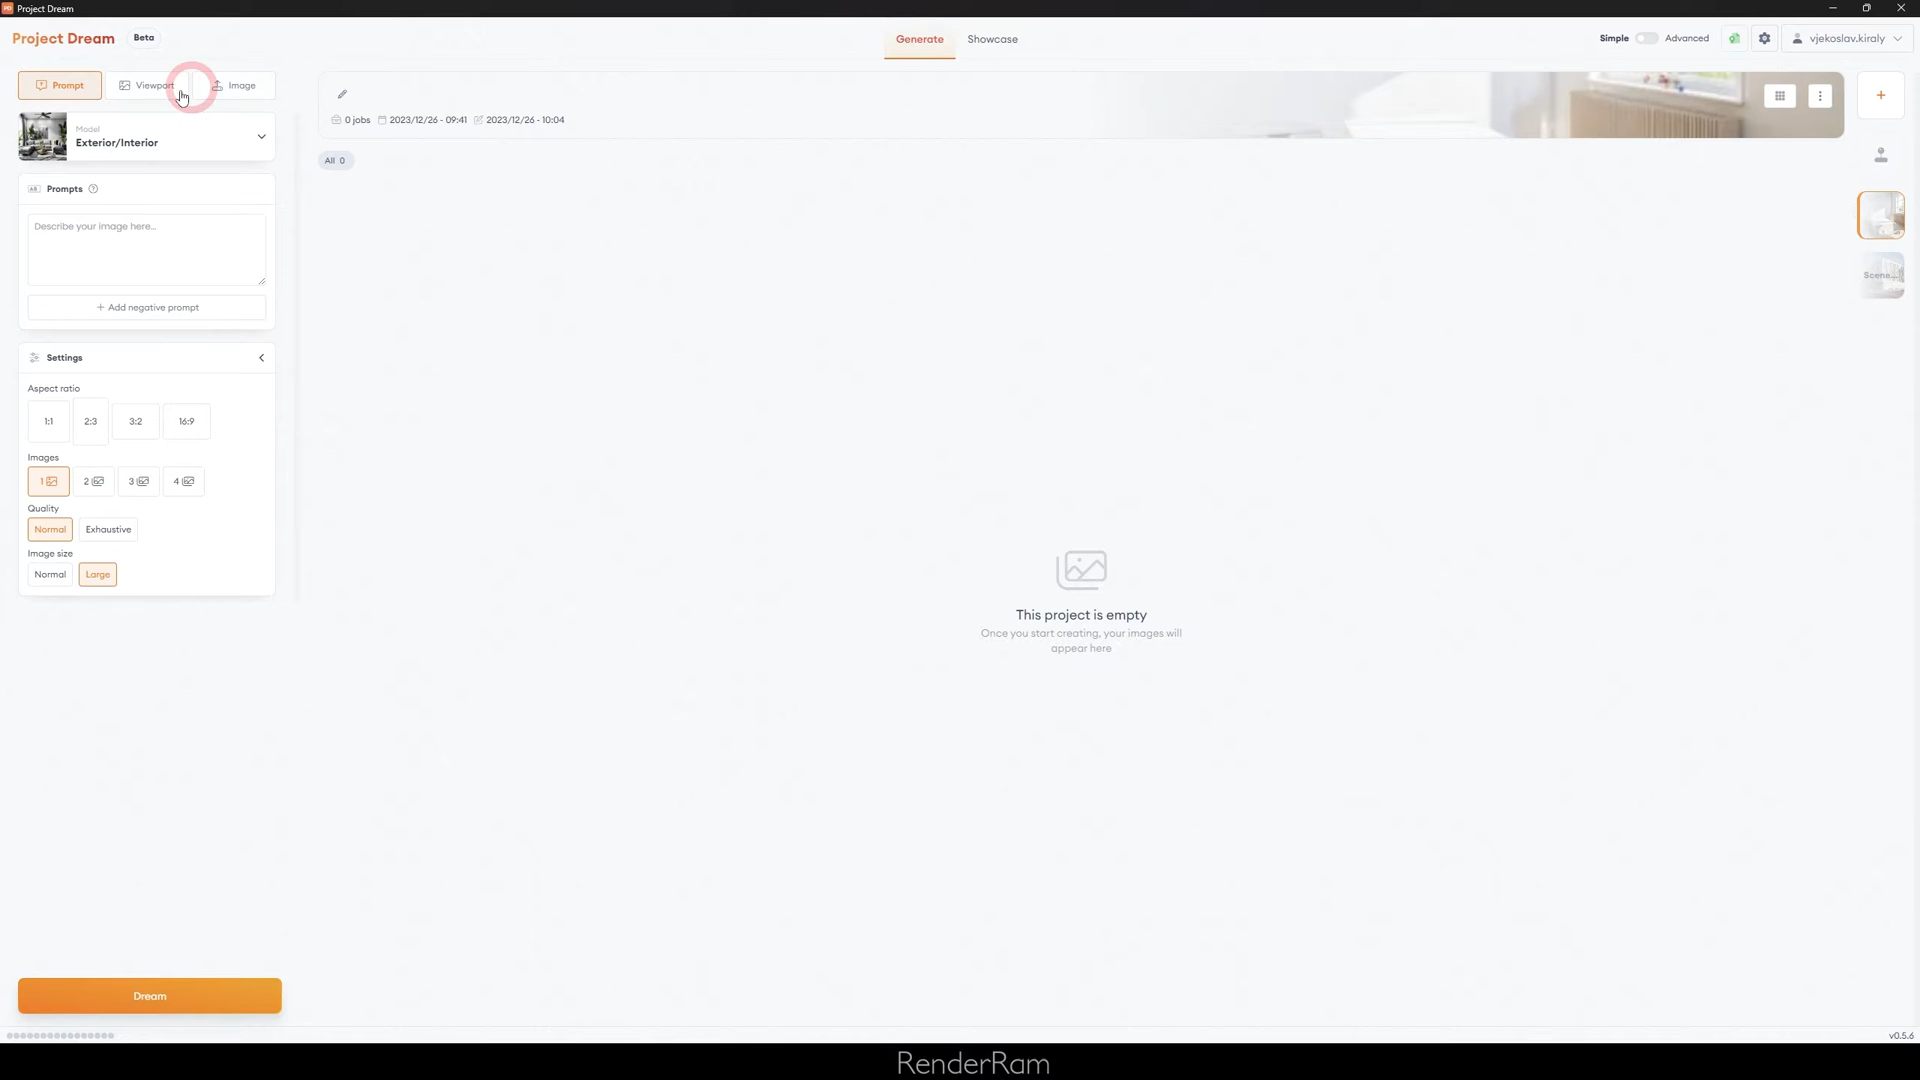 Project Dream
Project Dream Beta
Generate Showcase
Simple Advanced
vjekoslav.kiraly
Prompt Viewport Image
Model
Exterior/Interior
0 jobs 2023/12/26 - 09:41 2023/12/26 - 10:04
All 0
Prompts
Describe your image here...
+ Add negative prompt
Scene...
Settings
Aspect ratio
1:1 2:3 3:2 16:9
Images
1 2 3 4
Quality
Normal Exhaustive
Image size
Normal Large
This project is empty
Once you start creating, your images will
appear here
Dream
v0.5.6
RenderRam